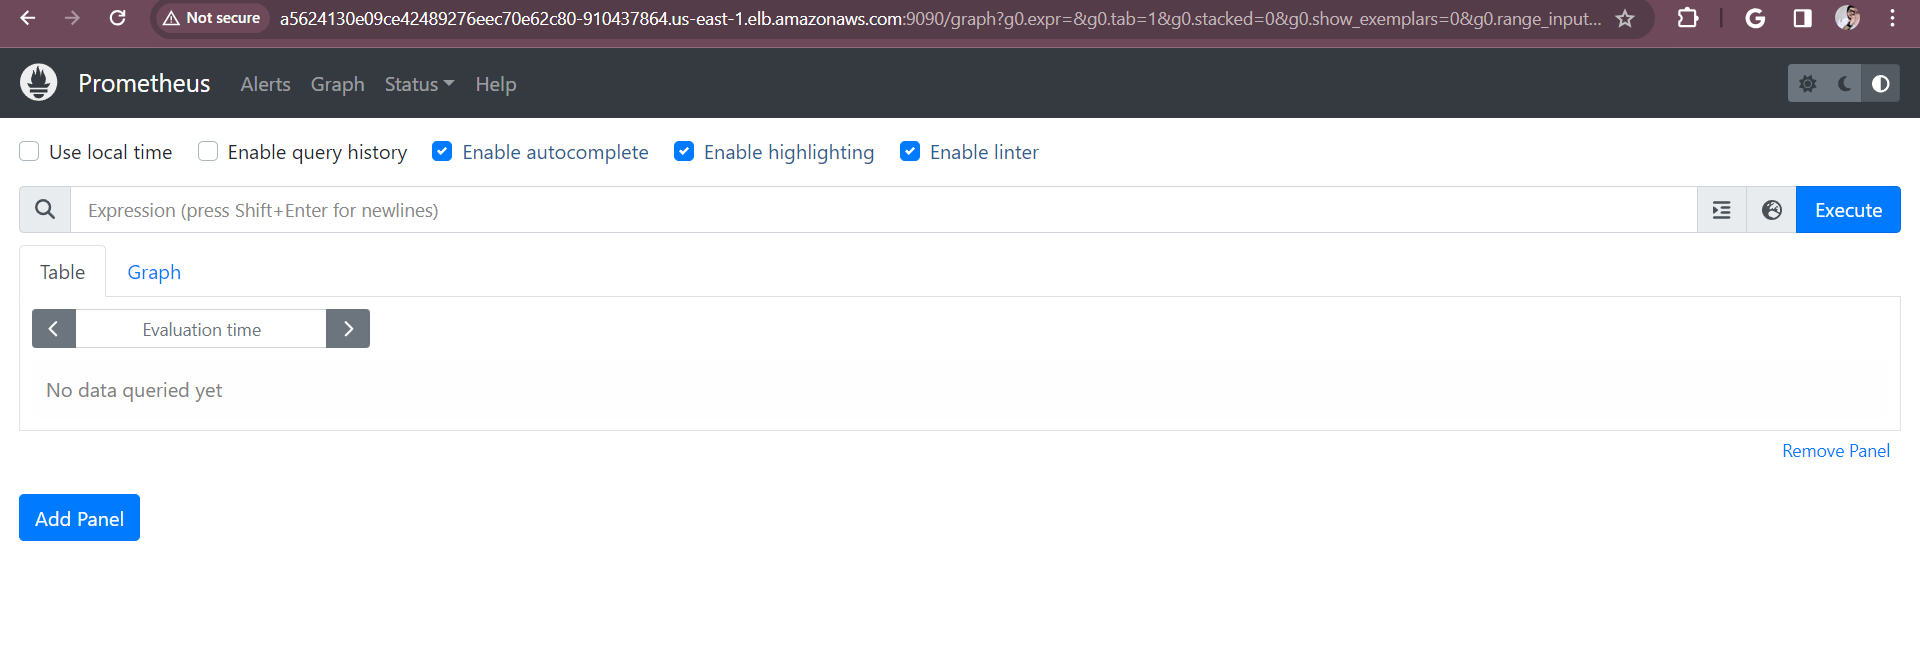 Not secure a5624130e09ce42489276eec70e62c80-910437864.us-east-1.elb.amazonaws.com:9090/graph?g0.expr=&g0.tab=1&g0.stacked=0&g0.show_exemplars=0&g0.range_input...
Prometheus Alerts Graph Status Help
Use local time Enable query history Enable autocomplete Enable highlighting Enable linter
Expression (press Shift+Enter for newlines) Execute
Table Graph
Evaluation time
No data queried yet
Remove Panel
Add Panel